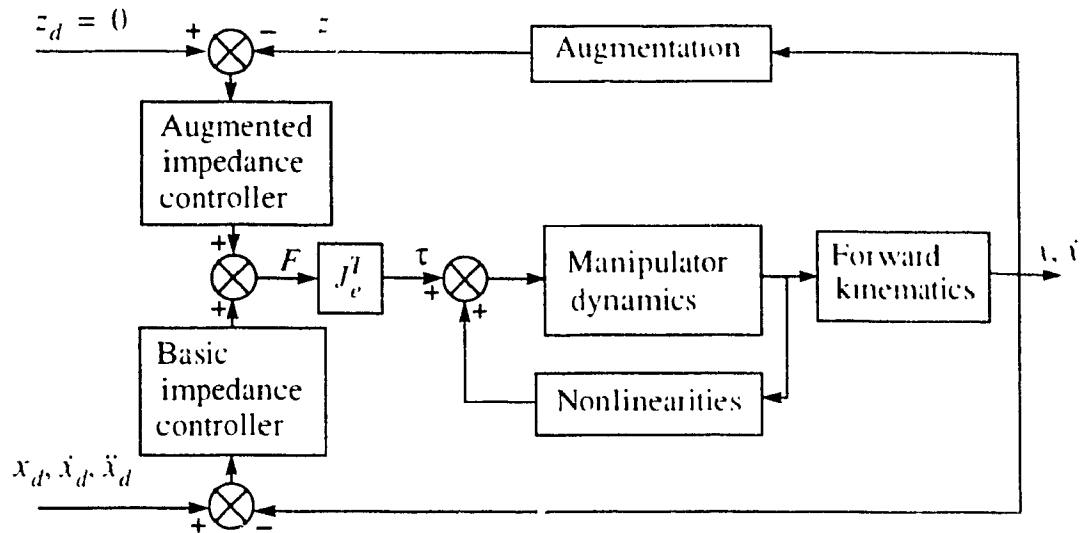 z_d = 0
+
−
z
Augmentation
Augmented
impedance
controller
+
+
F
J_e^T
τ
+
+
Manipulator
dynamics
Forward
kinematics
Nonlinearities
Basic
impedance
controller
x_d, ẋ_d, ẍ_d
+
−